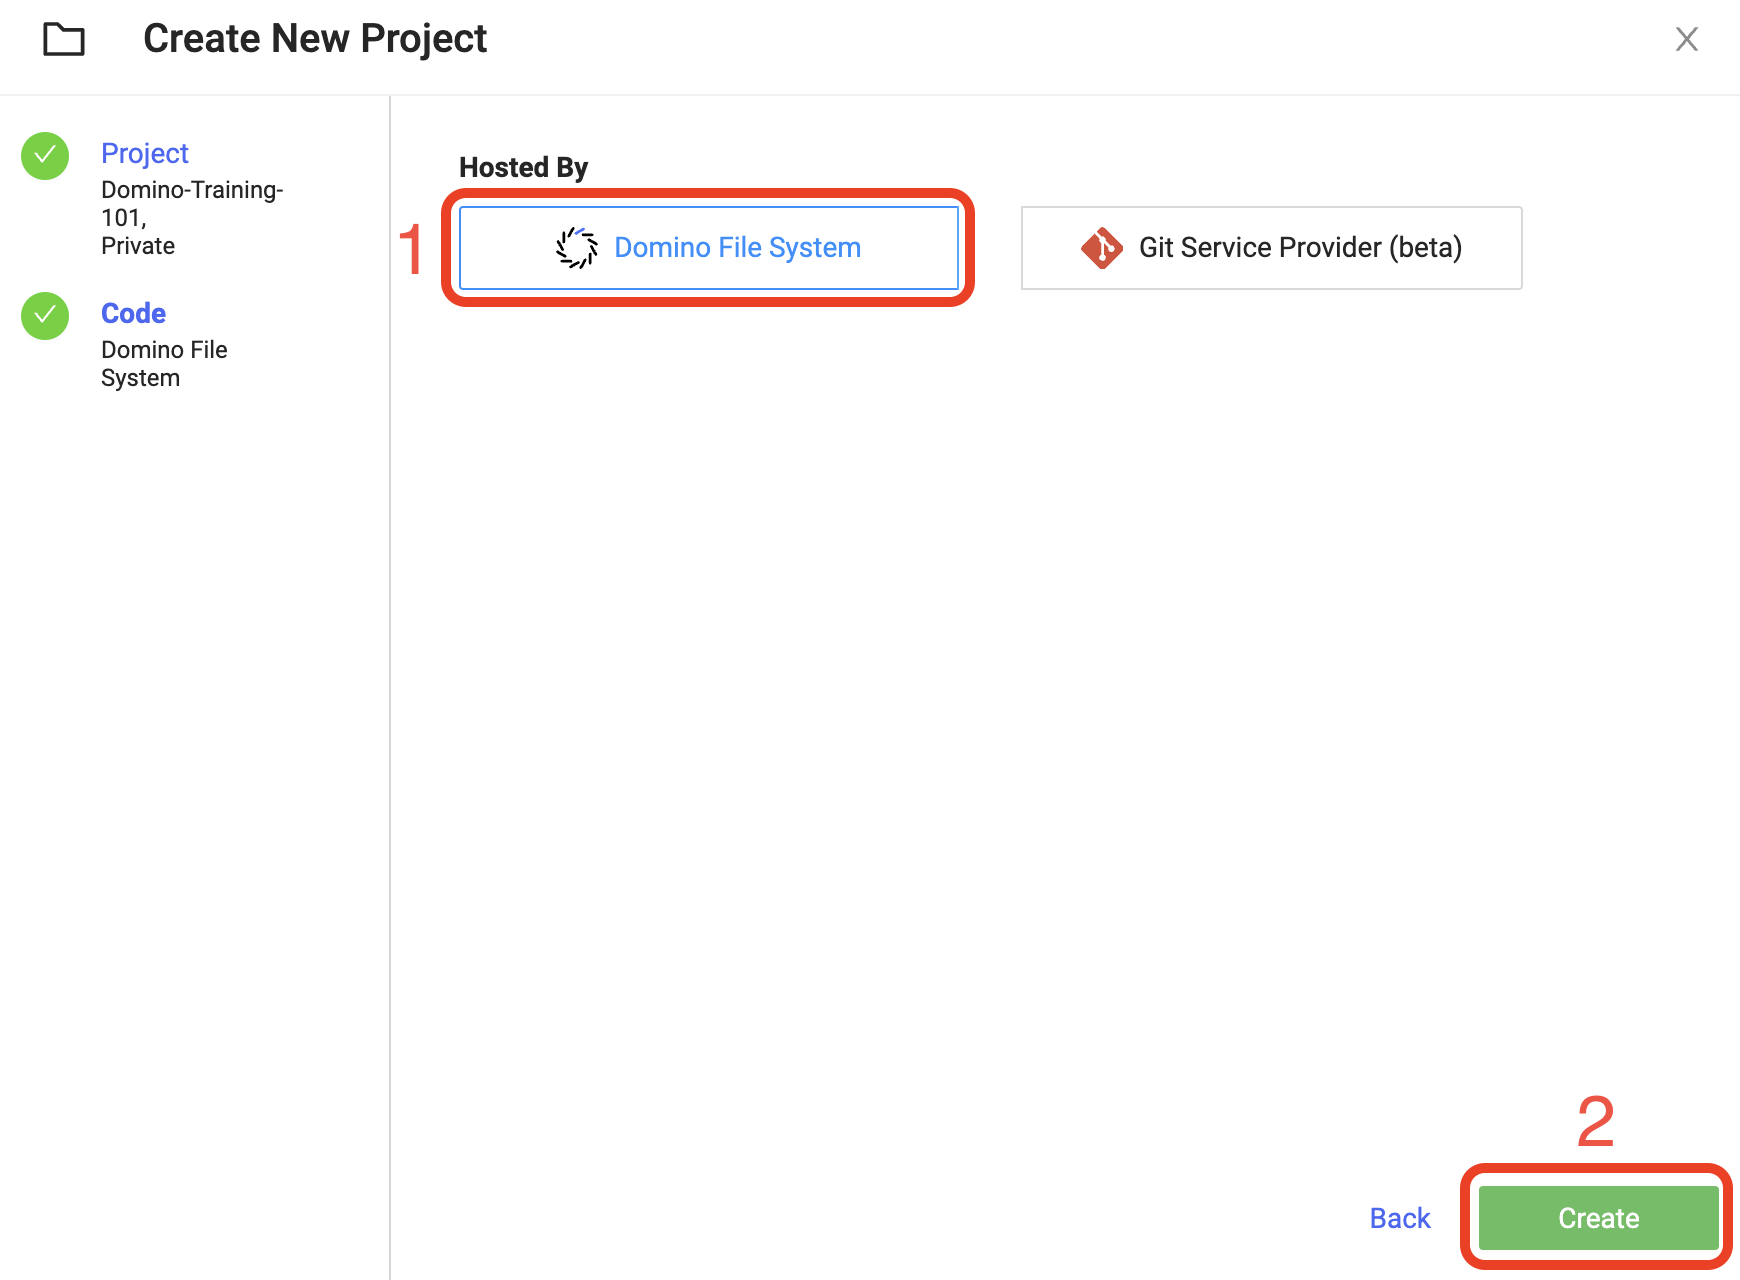 Create New Project
X
Project
Domino-Training-
101,
Private
Code
Domino File
System
Hosted By
1
Domino File System
Git Service Provider (beta)
2
Back
Create